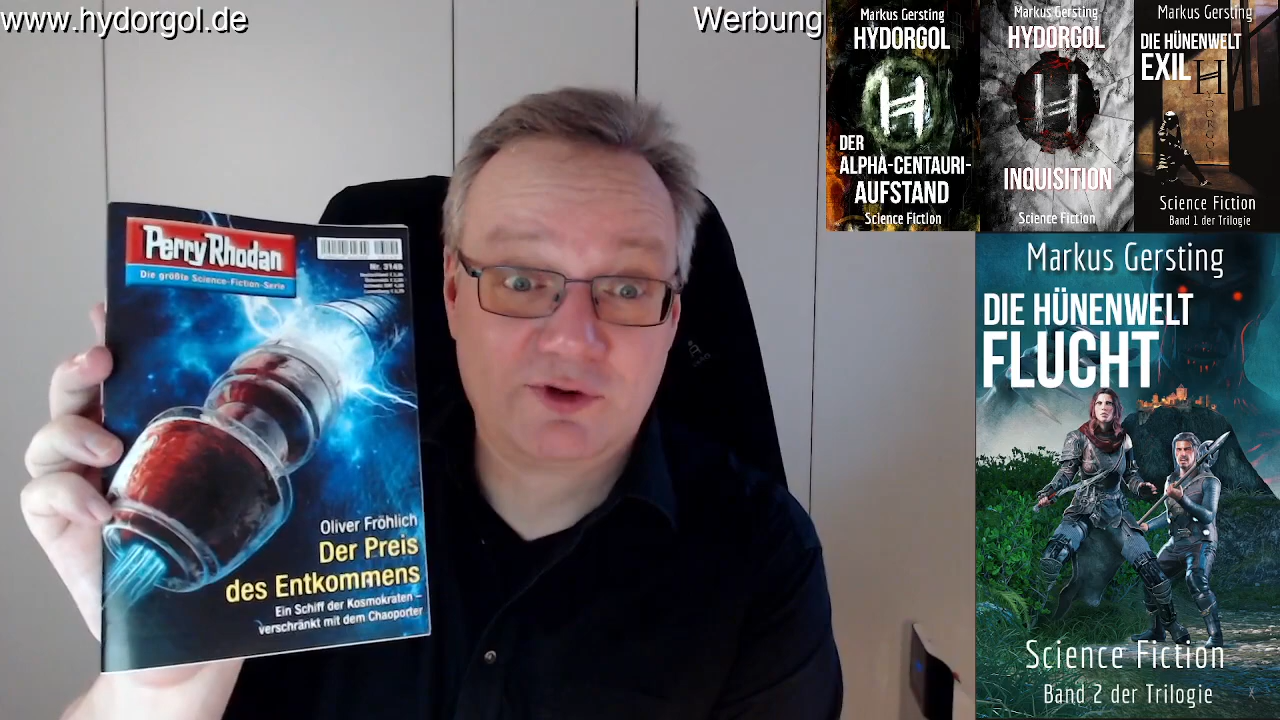 www.hydorgol.de
Werbung
Markus Gersting
HYDORGOL
H
DER
ALPHA-CENTAURI-
AUFSTAND
Science Fiction
Markus Gersting
HYDORGOL
H
INQUISITION
Science Fiction
Markus Gersting
DIE HÜNENWELT
EXIL
H
HYDORGOL
Science Fiction
Band 1 der Trilogie
Markus Gersting
DIE HÜNENWELT
FLUCHT
Science Fiction
Band 2 der Trilogie
Perry Rhodan
Die größte Science-Fiction-Serie
Nr. 3149
Oliver Fröhlich
Der Preis
des Entkommens
Ein Schiff der Kosmokraten –
verschränkt mit dem Chaoporter